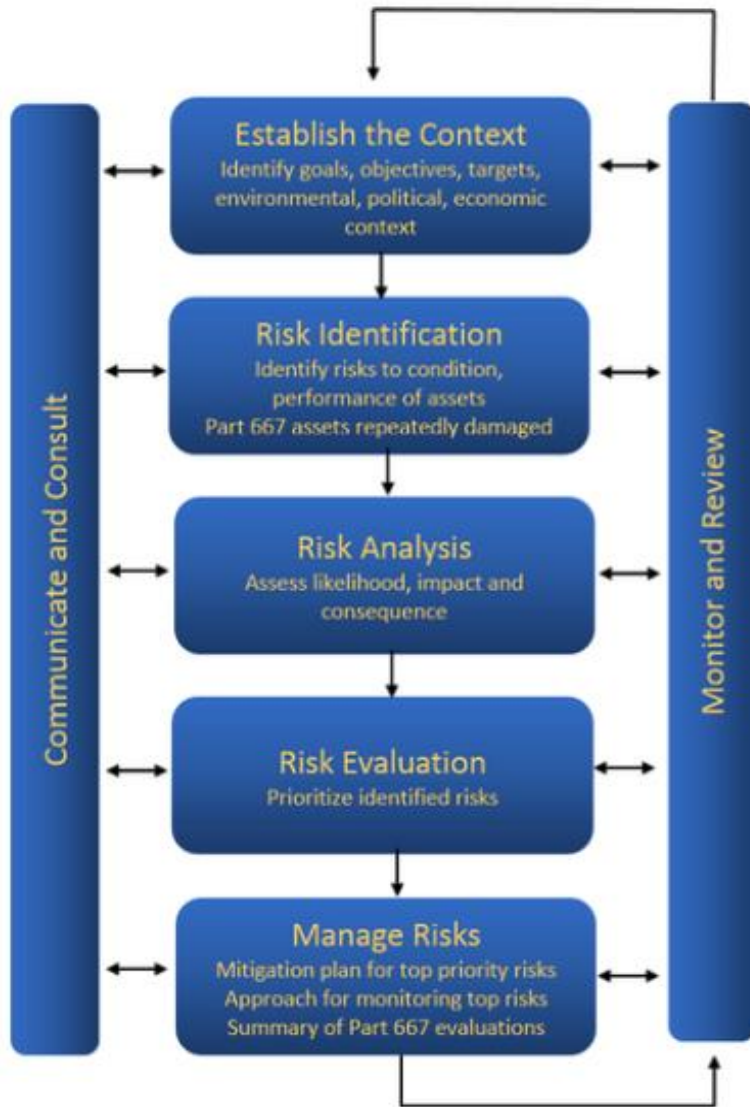 Communicate and Consult
Establish the Context
Identify goals, objectives, targets,
environmental, political, economic
context
Risk Identification
Identify risks to condition,
performance of assets
Part 667 assets repeatedly damaged
Risk Analysis
Assess likelihood, impact and
consequence
Risk Evaluation
Prioritize identified risks
Manage Risks
Mitigation plan for top priority risks
Approach for monitoring top risks
Summary of Part 667 evaluations
Monitor and Review